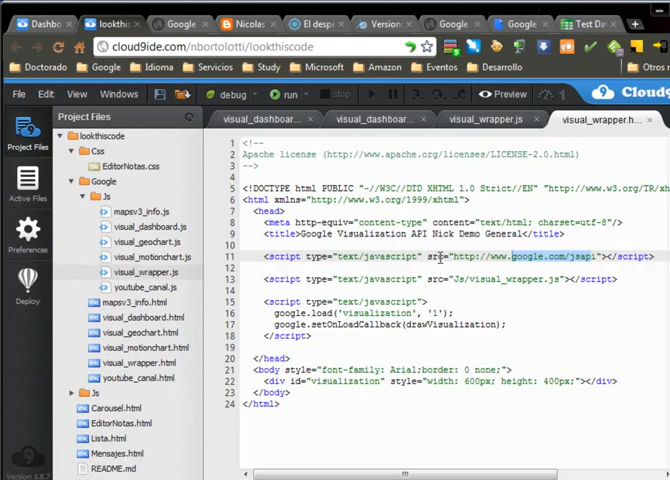 Dashbo
lookthis
Google
Nicolas
El despe
Versions
Google
Google
Test Da
cloud9ide.com/nbortolotti/lookthiscode
Doctorado Google Idioma Servicios Study Microsoft Amazon Eventos Desarrollo Otros m
File Edit View Windows debug run stop Preview Cloud9
Project Files
Active Files
Preferences
Deploy
Version 1.8.7
Project Files
lookthiscode
Css
EditorNotas.css
Google
Js
mapsv3_info.js
visual_dashboard.js
visual_geochart.js
visual_motionchart.js
visual_wrapper.js
youtube_canal.js
mapsv3_info.html
visual_dashboard.html
visual_geochart.html
visual_motionchart.html
visual_wrapper.html
youtube_canal.html
Js
Carousel.html
EditorNotas.html
Lista.html
Mensajes.html
README.md
visual_dashboar...
visual_dashboar...
visual_wrapper.js
visual_wrapper.h...
1 <!--
2 Apache license (http://www.apache.org/licenses/LICENSE-2.0.html)
3 -->
4
5 <!DOCTYPE html PUBLIC "-//W3C//DTD XHTML 1.0 Strict//EN" "http://www.w3.org/TR/xh
6 <html xmlns="http://www.w3.org/1999/xhtml">
7 <head>
8 <meta http-equiv="content-type" content="text/html; charset=utf-8"/>
9 <title>Google Visualization API Nick Demo General</title>
10
11 <script type="text/javascript" src="http://www.google.com/jsapi"></script>
12
13 <script type="text/javascript" src="Js/visual_wrapper.js"></script>
14
15 <script type="text/javascript">
16 google.load('visualization', '1');
17 google.setOnLoadCallback(drawVisualization);
18 </script>
19
20 </head>
21 <body style="font-family: Arial;border: 0 none;">
22 <div id="visualization" style="width: 600px; height: 400px;"></div>
23 </body>
24 </html>